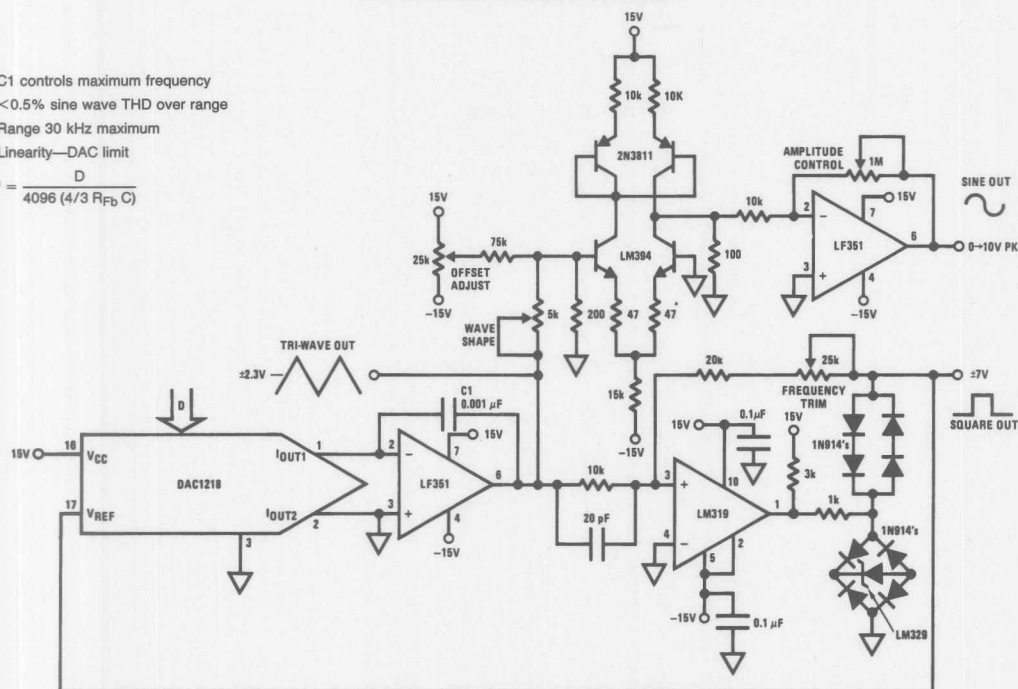 C1 controls maximum frequency
<0.5% sine wave THD over range
Range 30 kHz maximum
Linearity—DAC limit
= D
4096 (4/3 RFb C)
15V
10k
10K
2N3811
AMPLITUDE
CONTROL
1M
SINE OUT
15V
15V
75k
25k
OFFSET
ADJUST
-15V
LM394
10k
100
2
−
7
LF351
6
3
+
4
-15V
0→10V PK
5k
WAVE
SHAPE
200
47
47
TRI-WAVE OUT
±2.3V
15k
-15V
20k
25k
FREQUENCY
TRIM
±7V
SQUARE OUT
C1
0.001 µF
D
15V
16
VCC
17
VREF
DAC1218
IOUT1
1
IOUT2
2
3
2
−
7
15V
LF351
6
3
+
4
-15V
10k
20 pF
15V
0.1µF
3
+
10
LM319
1
4
−
5
2
-15V
0.1 µF
15V
3k
1k
1N914's
1N914's
LM329